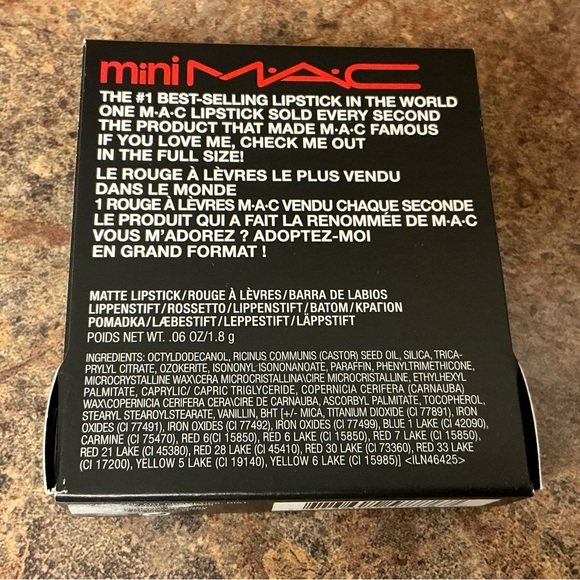 mini M·A·C
THE #1 BEST-SELLING LIPSTICK IN THE WORLD
ONE M·A·C LIPSTICK SOLD EVERY SECOND
THE PRODUCT THAT MADE M·A·C FAMOUS
IF YOU LOVE ME, CHECK ME OUT
IN THE FULL SIZE!
LE ROUGE À LÈVRES LE PLUS VENDU
DANS LE MONDE
1 ROUGE À LÈVRES M·A·C VENDU CHAQUE SECONDE
LE PRODUIT QUI A FAIT LA RENOMMÉE DE M·A·C
VOUS M'ADOREZ ? ADOPTEZ-MOI
EN GRAND FORMAT !
MATTE LIPSTICK/ROUGE À LÈVRES/BARRA DE LABIOS
LIPPENSTIFT/ROSSETTO/LIPPENSTIFT/BATOM/ΚΡΑΓΙΟΝ
POMADKA/LÆBESTIFT/LEPPESTIFT/LÄPPSTIFT
POIDS NET WT. .06 OZ/1.8 g
INGREDIENTS: OCTYLDODECANOL, RICINUS COMMUNIS (CASTOR) SEED OIL, SILICA, TRICA-
PRYLYL CITRATE, OZOKERITE, ISONONYL ISONONANOATE, PARAFFIN, PHENYLTRIMETHICONE,
MICROCRYSTALLINE WAX\CERA MICROCRISTALLINA\CIRE MICROCRISTALLINE, ETHYLHEXYL
PALMITATE, CAPRYLIC/ CAPRIC TRIGLYCERIDE, COPERNICIA CERIFERA (CARNAUBA)
WAX\COPERNICIA CERIFERA CERA\CIRE DE CARNAUBA, ASCORBYL PALMITATE, TOCOPHEROL,
STEARYL STEAROYLSTEARATE, VANILLIN, BHT [+/- MICA, TITANIUM DIOXIDE (CI 77891), IRON
OXIDES (CI 77491), IRON OXIDES (CI 77492), IRON OXIDES (CI 77499), BLUE 1 LAKE (CI 42090),
CARMINE (CI 75470), RED 6(CI 15850), RED 6 LAKE (CI 15850), RED 7 LAKE (CI 15850),
RED 21 LAKE (CI 45380), RED 28 LAKE (CI 45410), RED 30 LAKE (CI 73360), RED 33 LAKE
(CI 17200), YELLOW 5 LAKE (CI 19140), YELLOW 6 LAKE (CI 15985)] <ILN46425>